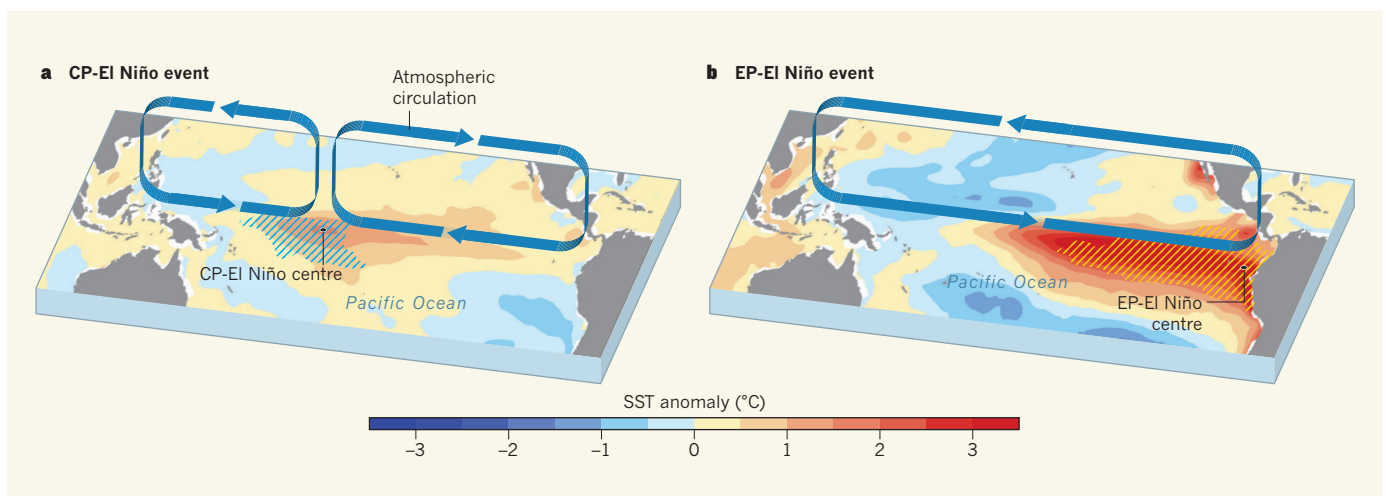 a CP-El Niño event
Atmospheric
circulation
CP-El Niño centre
Pacific Ocean
b EP-El Niño event
Pacific Ocean
EP-El Niño
centre
SST anomaly (°C)
–3 –2 –1 0 1 2 3